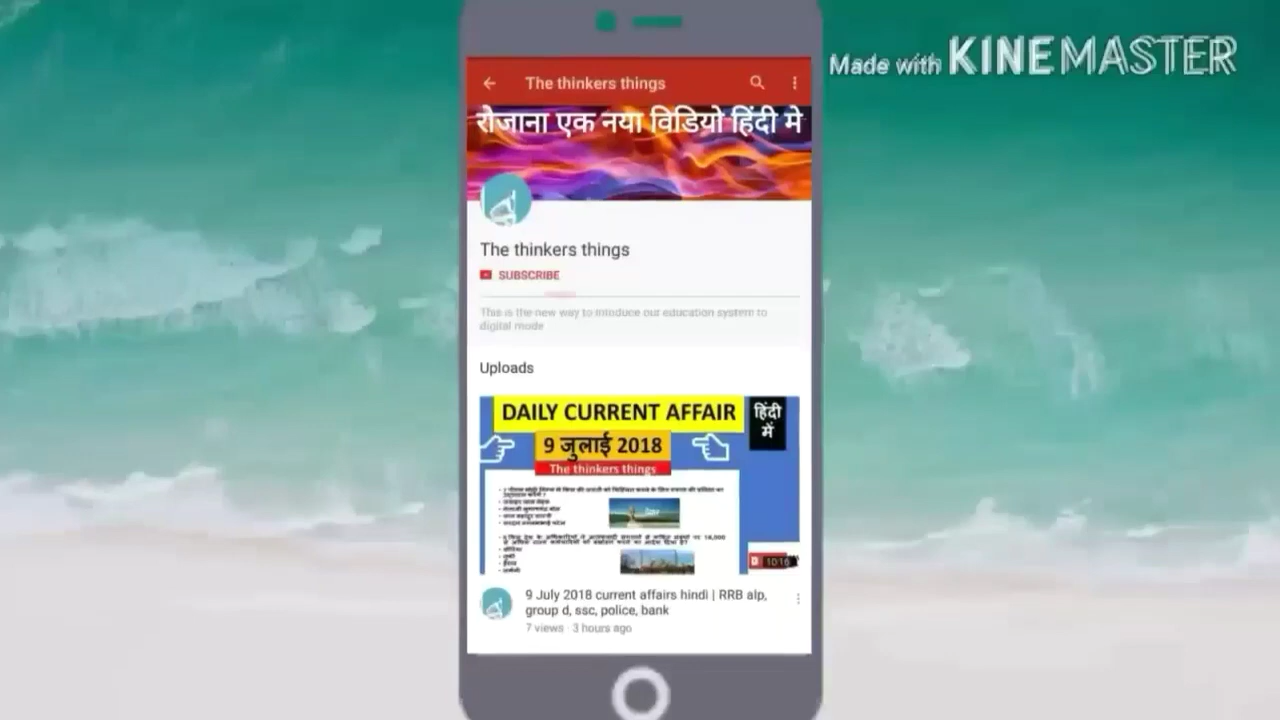 Made with KINEMASTER
The thinkers things
रोजाना एक नया विडियो हिंदी मे
The thinkers things
SUBSCRIBE
This is the new way to intoduce our education system to
digital mode
Uploads
DAILY CURRENT AFFAIR
हिंदी
में
9 जुलाई 2018
The thinkers things
10:16
9 July 2018 current affairs hindi | RRB alp,
group d, ssc, police, bank
7 views · 3 hours ago